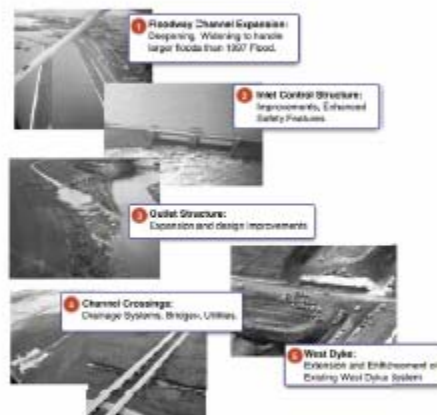 1 Floodway Channel Expansion:
Deepening, Widening to handle
larger floods than 1997 Flood.
2 Inlet Control Structure:
Improvements, Enhanced
Safety Features
3 Outlet Structure:
Expansion and design improvements
4 Channel Crossings:
Drainage Systems, Bridges, Utilities.
5 West Dyke:
Extension and Enhancement of
Existing West Dyke System